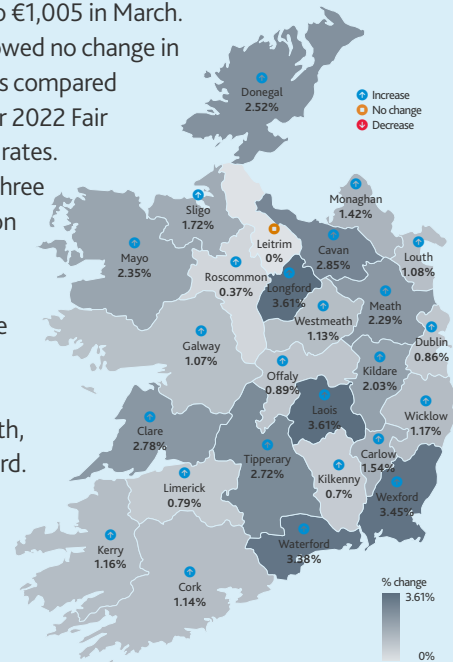 o €1,005 in March.
owed no change in
s compared
r 2022 Fair
rates.
hree
on
e
th,
rd.
Increase
No change
Decrease
Donegal
2.52%
Monaghan
1.42%
Sligo
1.72%
Leitrim
0%
Cavan
2.85%
Louth
1.08%
Mayo
2.35%
Roscommon
0.37%
Longford
3.61%
Meath
2.29%
Westmeath
1.13%
Dublin
0.86%
Galway
1.07%
Offaly
0.89%
Kildare
2.03%
Laois
3.61%
Wicklow
1.17%
Clare
2.78%
Tipperary
2.72%
Carlow
1.54%
Kilkenny
0.7%
Limerick
0.79%
Wexford
3.45%
Waterford
3.38%
Kerry
1.16%
Cork
1.14%
% change
3.61%
0%